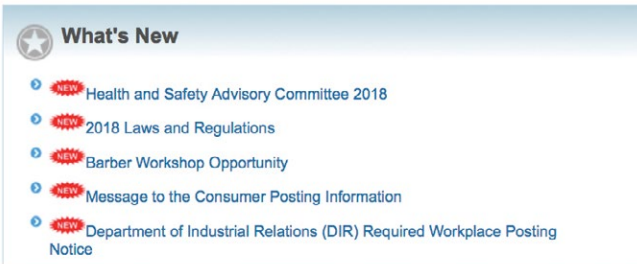 What's New
NEW Health and Safety Advisory Committee 2018
NEW 2018 Laws and Regulations
NEW Barber Workshop Opportunity
NEW Message to the Consumer Posting Information
NEW Department of Industrial Relations (DIR) Required Workplace Posting
Notice